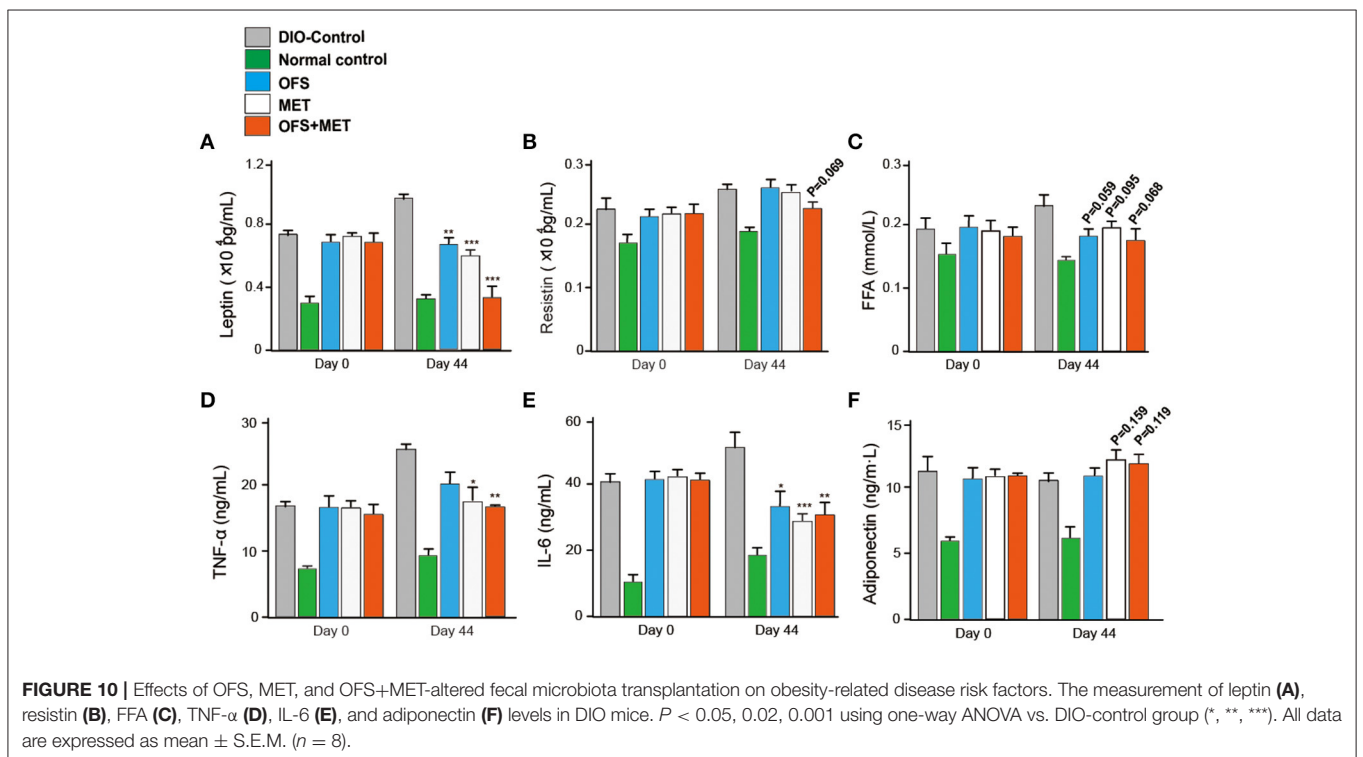 DIO-Control
Normal control
OFS
MET
OFS+MET
A
Leptin ( ×10⁴ pg/mL)
1.2
0.8
0.4
0
Day 0
Day 44
**
***
***
B
Resistin ( ×10⁴ pg/mL)
0.3
0.2
0.1
0
Day 0
Day 44
P=0.069
C
FFA (mmol/L)
0.3
0.2
0.1
0
Day 0
Day 44
P=0.059
P=0.095
P=0.068
D
TNF-α (ng/mL)
30
20
10
0
Day 0
Day 44
*
**
E
IL-6 (ng/mL)
60
40
20
0
Day 0
Day 44
*
***
**
F
Adiponectin (ng/m·L)
15
10
5
0
Day 0
Day 44
P=0.159
P=0.119
FIGURE 10 | Effects of OFS, MET, and OFS+MET-altered fecal microbiota transplantation on obesity-related disease risk factors. The measurement of leptin (A),
resistin (B), FFA (C), TNF-α (D), IL-6 (E), and adiponectin (F) levels in DIO mice. P < 0.05, 0.02, 0.001 using one-way ANOVA vs. DIO-control group (*, **, ***). All data
are expressed as mean ± S.E.M. (n = 8).